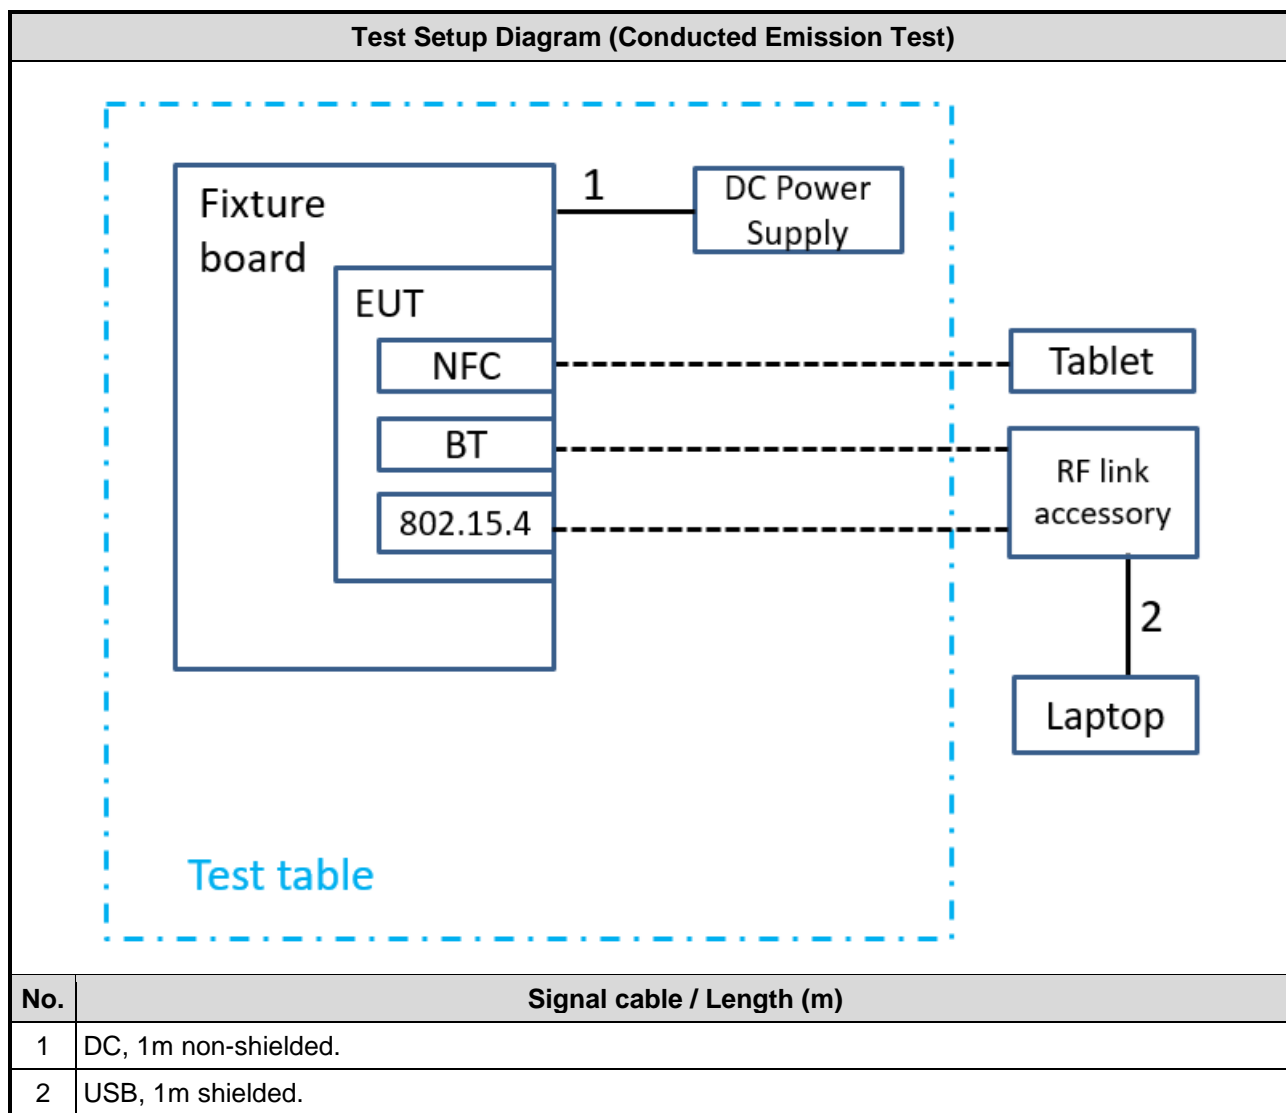 Test Setup Diagram (Conducted Emission Test)
Fixture
board
1
DC Power
Supply
EUT
NFC
Tablet
BT
RF link
accessory
802.15.4
2
Laptop
Test table
No. Signal cable / Length (m)
1 DC, 1m non-shielded.
2 USB, 1m shielded.